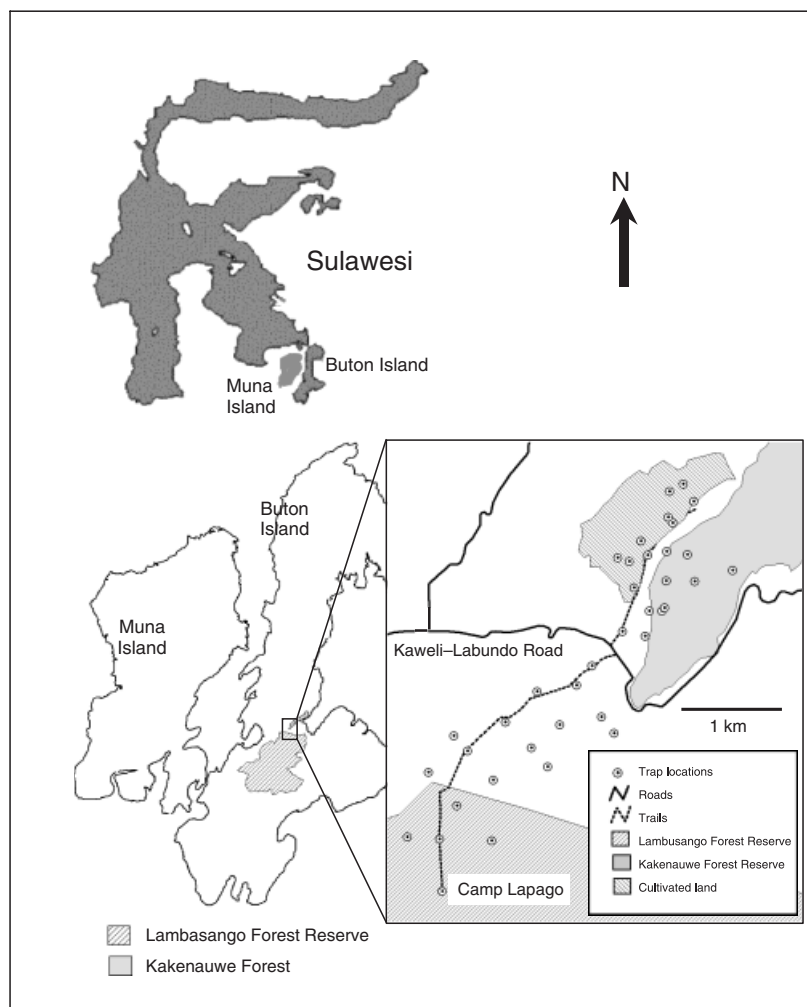 N
Sulawesi
Buton Island
Muna
Island
Buton
Island
Muna
Island
Kaweli–Labundo Road
1 km
Camp Lapago
Trap locations
Roads
Trails
Lambusango Forest Reserve
Kakenauwe Forest Reserve
Cultivated land
Lambasango Forest Reserve
Kakenauwe Forest